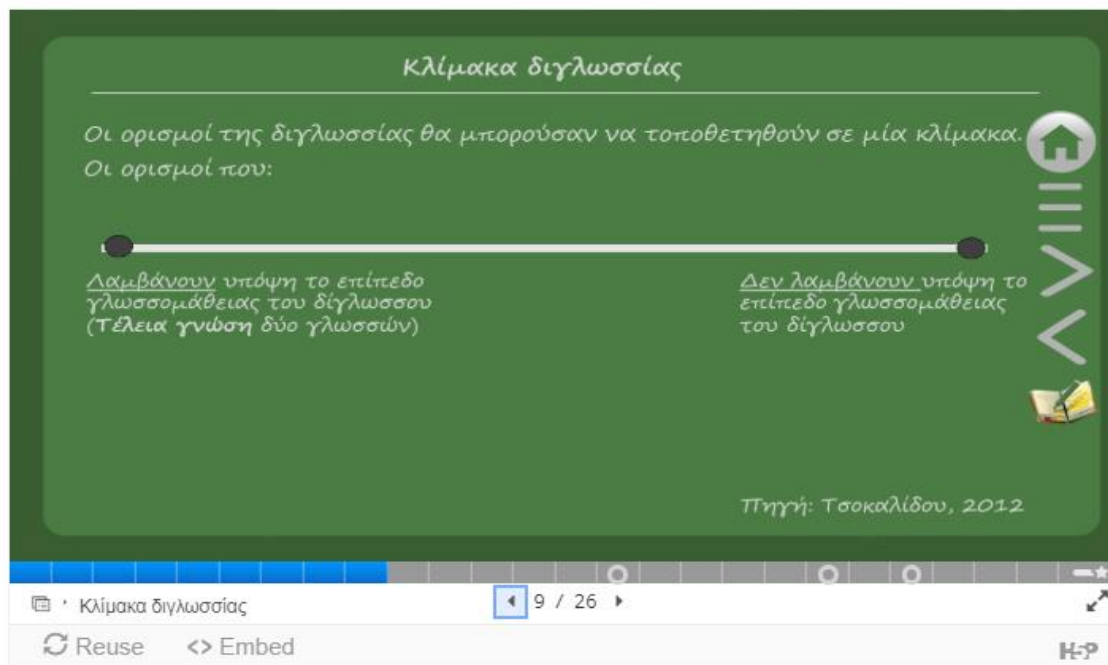 Κλίμακα διγλωσσίας
Οι ορισμοί της διγλωσσίας θα μπορούσαν να τοποθετηθούν σε μία κλίμακα.
Οι ορισμοί που:
Λαμβάνουν υπόψη το επίπεδο
γλωσσομάθειας του δίγλωσσου
(Τέλεια γνώση δύο γλωσσών)
Δεν λαμβάνουν υπόψη το
επίπεδο γλωσσομάθειας
του δίγλωσσου
Πηγή: Τσοκαλίδου, 2012
Κλίμακα διγλωσσίας
9 / 26
Reuse
<> Embed
H5P